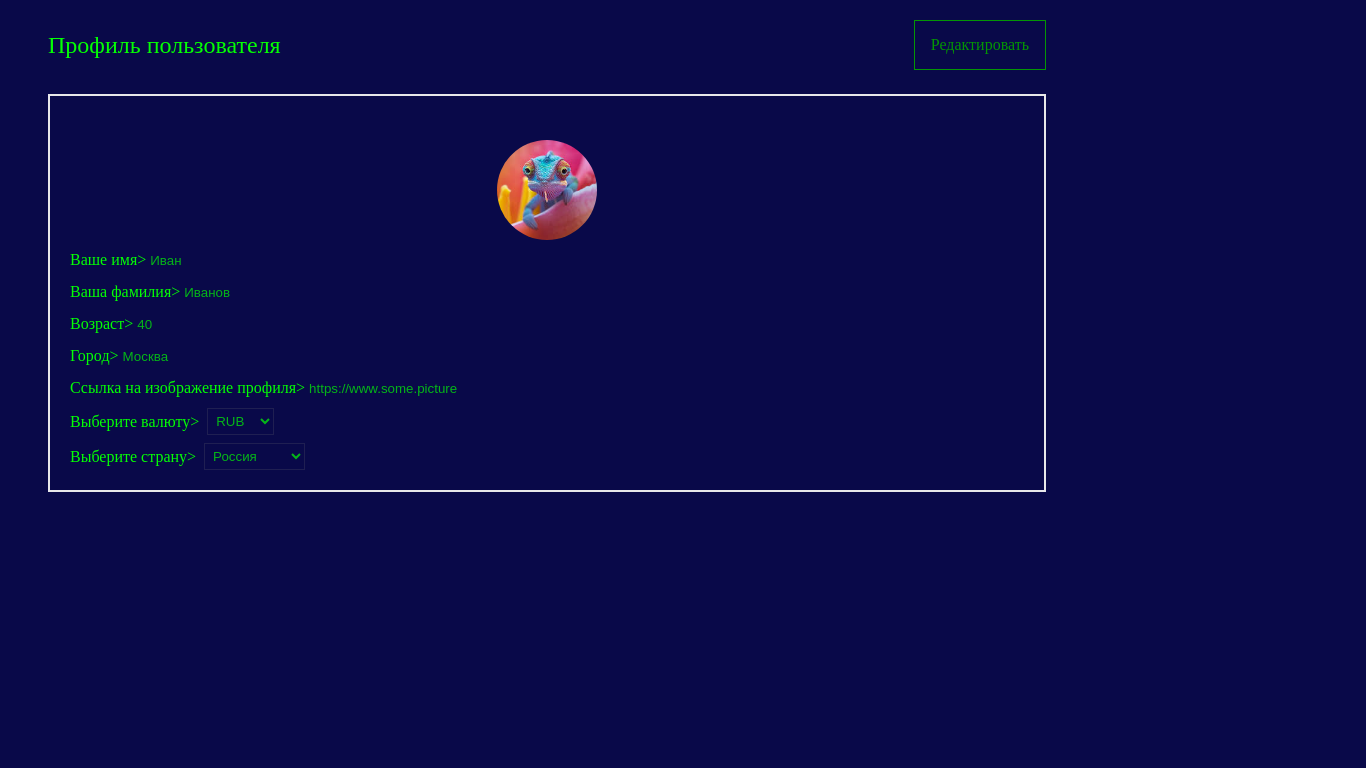 Профиль пользователя
Редактировать
Ваше имя> Иван
Ваша фамилия> Иванов
Возраст> 40
Город> Москва
Ссылка на изображение профиля> https://www.some.picture
Выберите валюту> RUB
Выберите страну> Россия